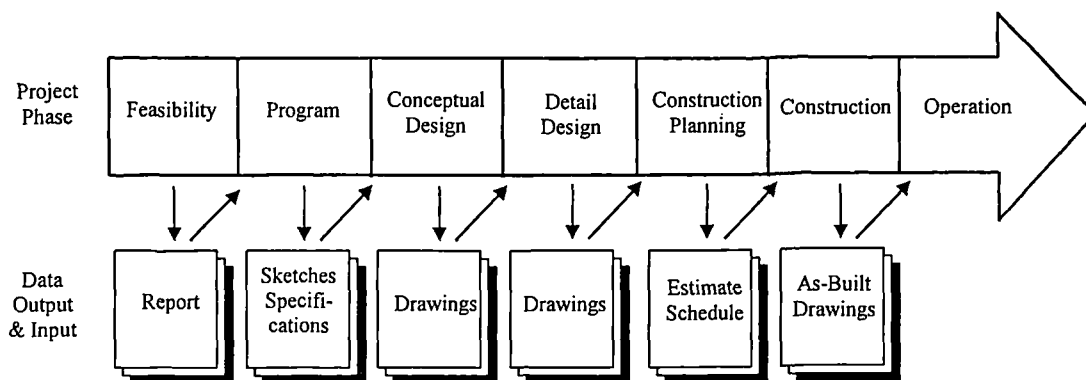 Project
Phase
Feasibility
Program
Conceptual
Design
Detail
Design
Construction
Planning
Construction
Operation
Data
Output
& Input
Report
Sketches
Specifi-
cations
Drawings
Drawings
Estimate
Schedule
As-Built
Drawings